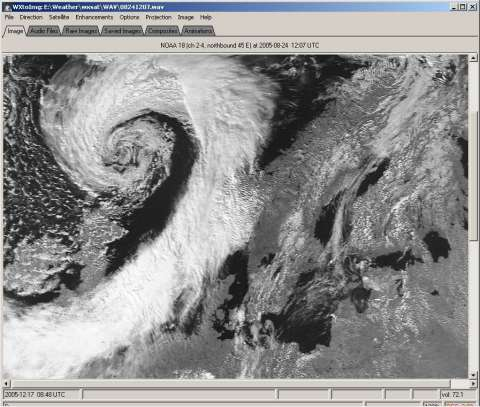 WXtoImg: E:\Weather\wxsat\WAV\08241207.wav
File Directory Satellite Enhancements Options Projection Image Help
Image Audio Files Raw Images Saved Images Composites Animations
NOAA 18 (ch 2-4, northbound 45 E) at 2005-08-24 12:07 UTC
2005-12-17 08:48 UTC vol: 72.1